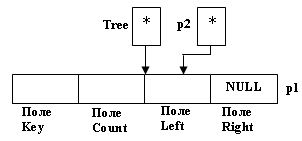 Tree * p2 *
NULL p1
Поле Поле Поле Поле
Key Count Left Right